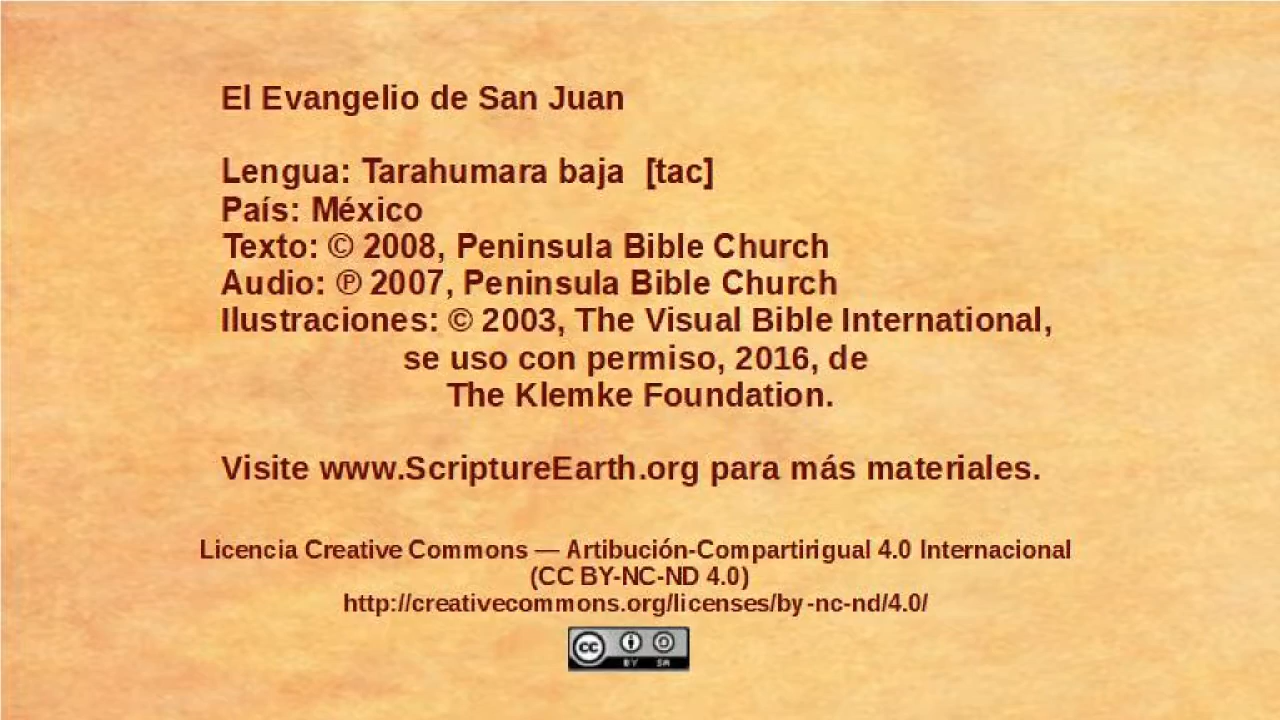 El Evangelio de San Juan
Lengua: Tarahumara baja [tac]
País: México
Texto: © 2008, Peninsula Bible Church
Audio: ℗ 2007, Peninsula Bible Church
Ilustraciones: © 2003, The Visual Bible International,
se uso con permiso, 2016, de
The Klemke Foundation.
Visite www.ScriptureEarth.org para más materiales.
Licencia Creative Commons — Artibución-Compartirigual 4.0 Internacional
(CC BY-NC-ND 4.0)
http://creativecommons.org/licenses/by-nc-nd/4.0/
cc BY SA